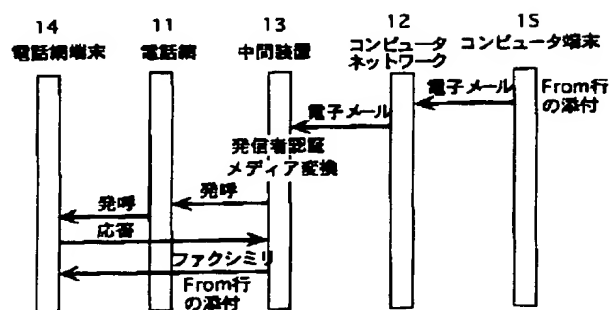 14
11
13
12
15
電話網端末
電話網
中間装置
コンピュータ
ネットワーク
コンピュータ端末
電子メール
From行
の添付
電子メール
発信者認証
メディア変換
発呼
発呼
応答
ファクシミリ
From行
の添付